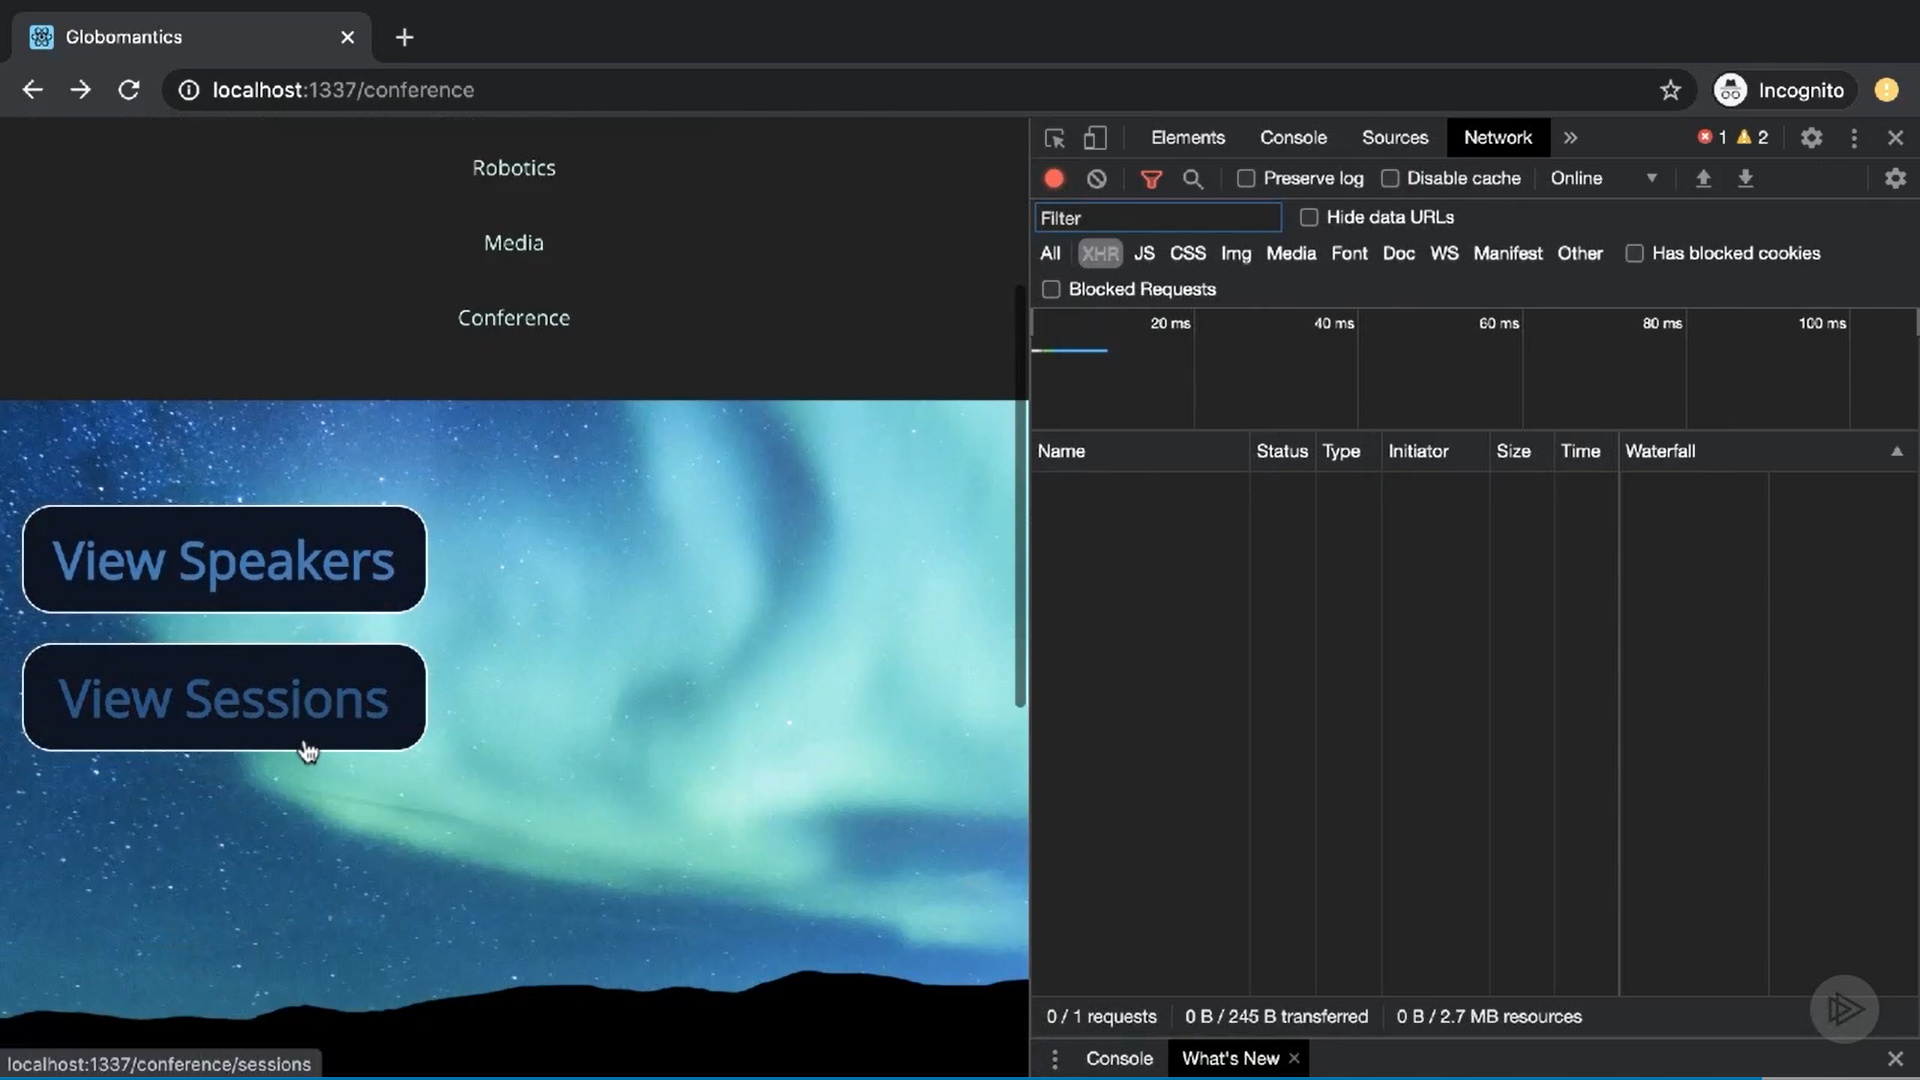 Globomantics
localhost:1337/conference
Incognito
Robotics
Media
Conference
View Speakers
View Sessions
localhost:1337/conference/sessions
Elements Console Sources Network 1 2
Preserve log Disable cache Online
Filter Hide data URLs
All XHR JS CSS Img Media Font Doc WS Manifest Other Has blocked cookies
Blocked Requests
20 ms 40 ms 60 ms 80 ms 100 ms
Name Status Type Initiator Size Time Waterfall
0 / 1 requests 0 B / 245 B transferred 0 B / 2.7 MB resources
Console What's New